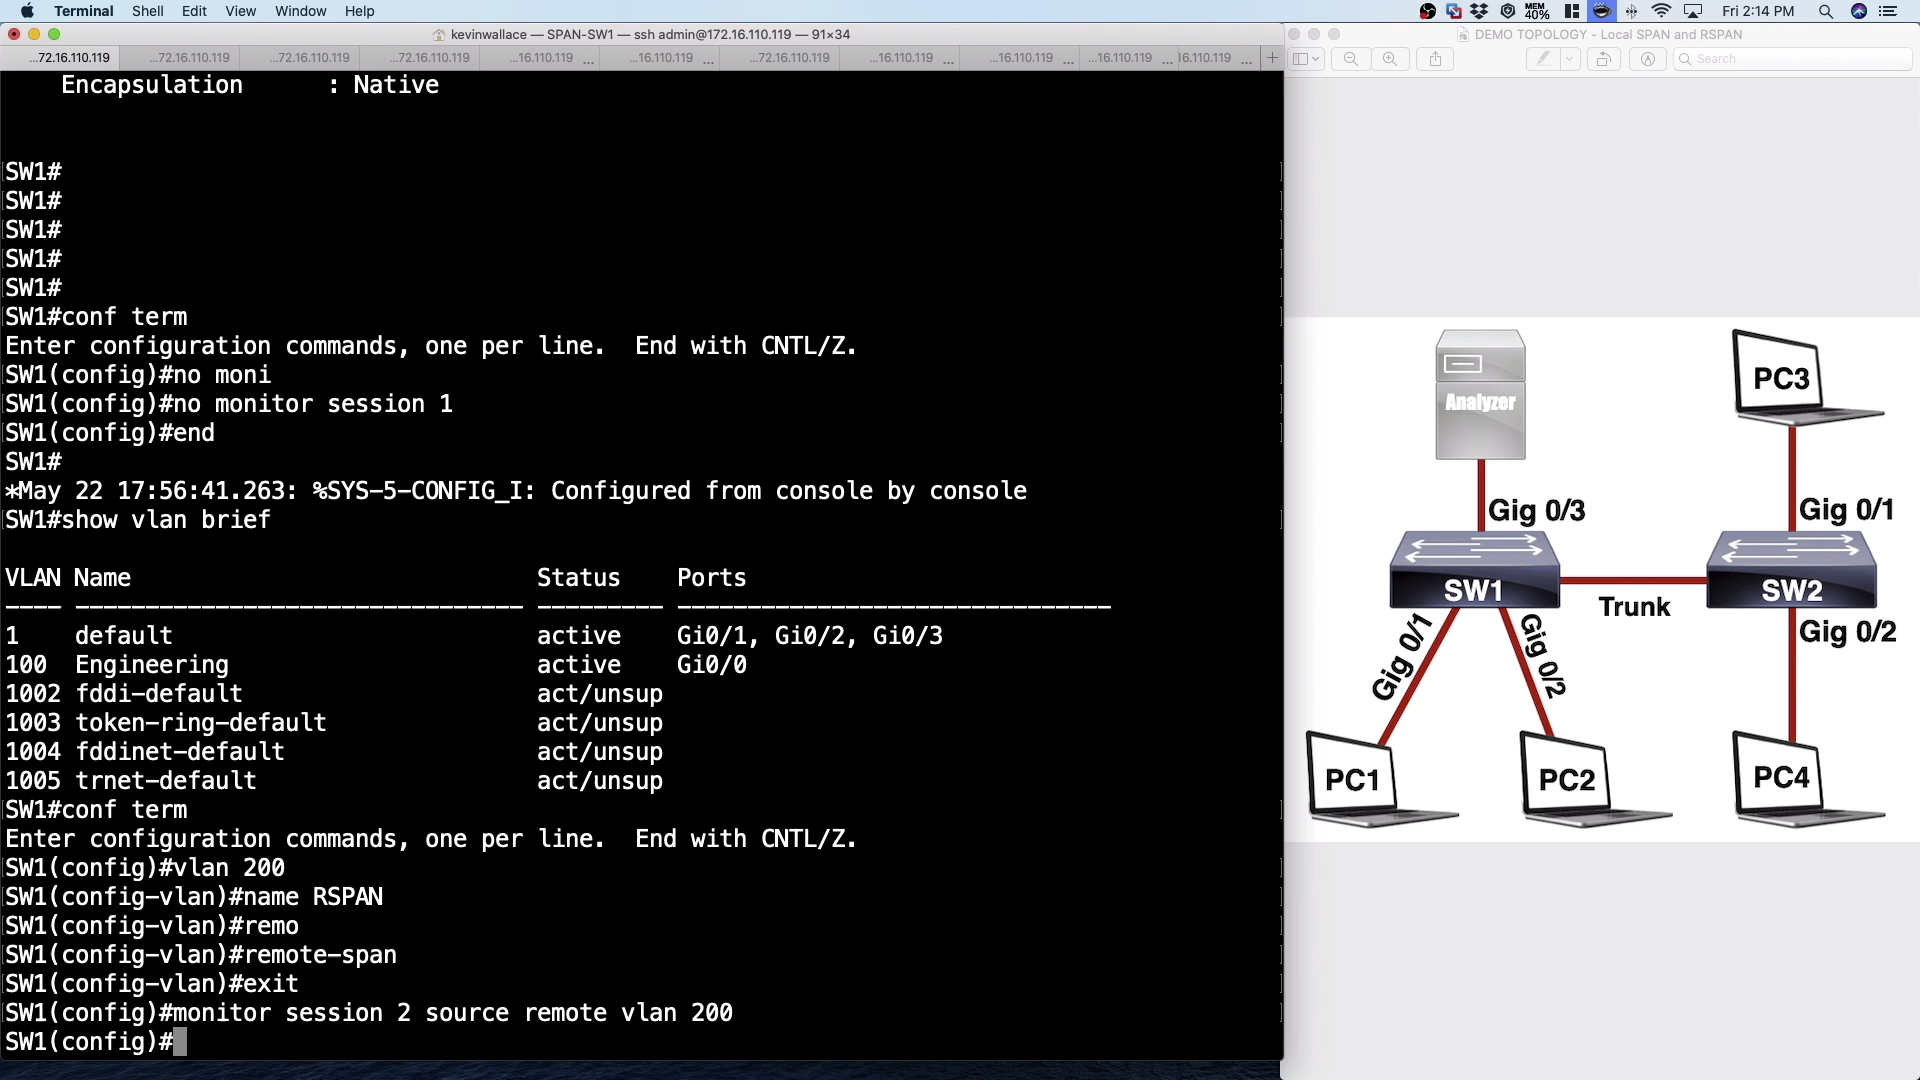 Terminal Shell Edit View Window Help
MEM 40% Fri 2:14 PM
kevinwallace — SPAN-SW1 — ssh admin@172.16.110.119 — 91×34
DEMO TOPOLOGY - Local SPAN and RSPAN
...72.16.110.119 ...72.16.110.119 ...72.16.110.119 ...72.16.110.119 ...16.110.119 ... ...16.110.119 ... ...72.16.110.119 ...16.110.119 ... ...16.110.119 ... ...16.110.119 ... 16.110.119 ... +
Search
Encapsulation : Native
SW1#
SW1#
SW1#
SW1#
SW1#
SW1#conf term
Enter configuration commands, one per line. End with CNTL/Z.
SW1(config)#no moni
SW1(config)#no monitor session 1
SW1(config)#end
SW1#
*May 22 17:56:41.263: %SYS-5-CONFIG_I: Configured from console by console
SW1#show vlan brief
VLAN Name Status Ports
---- -------------------------------- --------- -------------------------------
1 default active Gi0/1, Gi0/2, Gi0/3
100 Engineering active Gi0/0
1002 fddi-default act/unsup
1003 token-ring-default act/unsup
1004 fddinet-default act/unsup
1005 trnet-default act/unsup
SW1#conf term
Enter configuration commands, one per line. End with CNTL/Z.
SW1(config)#vlan 200
SW1(config-vlan)#name RSPAN
SW1(config-vlan)#remo
SW1(config-vlan)#remote-span
SW1(config-vlan)#exit
SW1(config)#monitor session 2 source remote vlan 200
SW1(config)#
Analyzer
PC3
Gig 0/3
Gig 0/1
SW1
Trunk
SW2
Gig 0/1
Gig 0/2
Gig 0/2
PC1
PC2
PC4